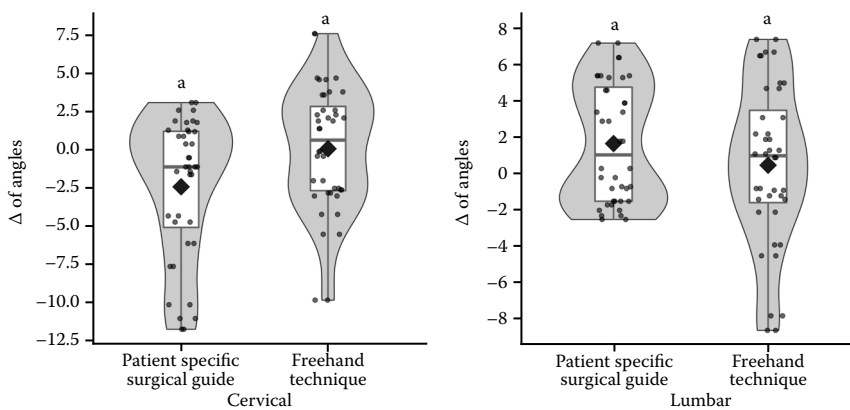 a
a
7.5
5.0
2.5
0.0
−2.5
−5.0
−7.5
−10.0
−12.5
Δ of angles
Patient specific
surgical guide
Freehand
technique
Cervical
a
a
8
6
4
2
0
−2
−4
−6
−8
Δ of angles
Patient specific
surgical guide
Freehand
technique
Lumbar